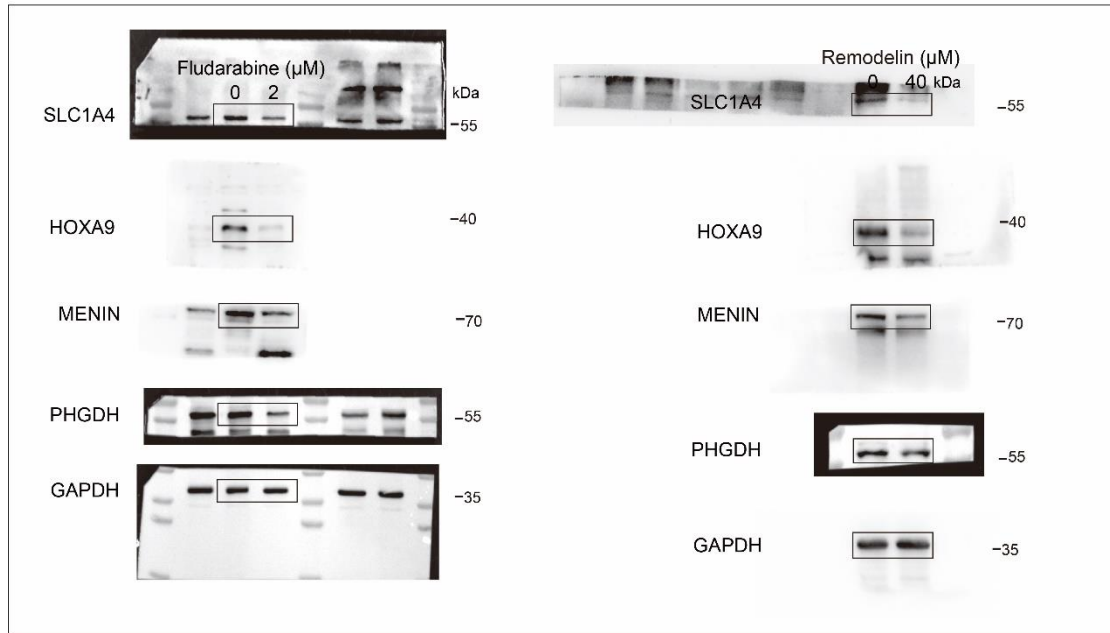 Fludarabine (µM)
0 2
kDa
SLC1A4
–55
HOXA9
–40
MENIN
–70
PHGDH
–55
GAPDH
–35
Remodelin (µM)
0 40 kDa
SLC1A4
–55
HOXA9
–40
MENIN
–70
PHGDH
–55
GAPDH
–35